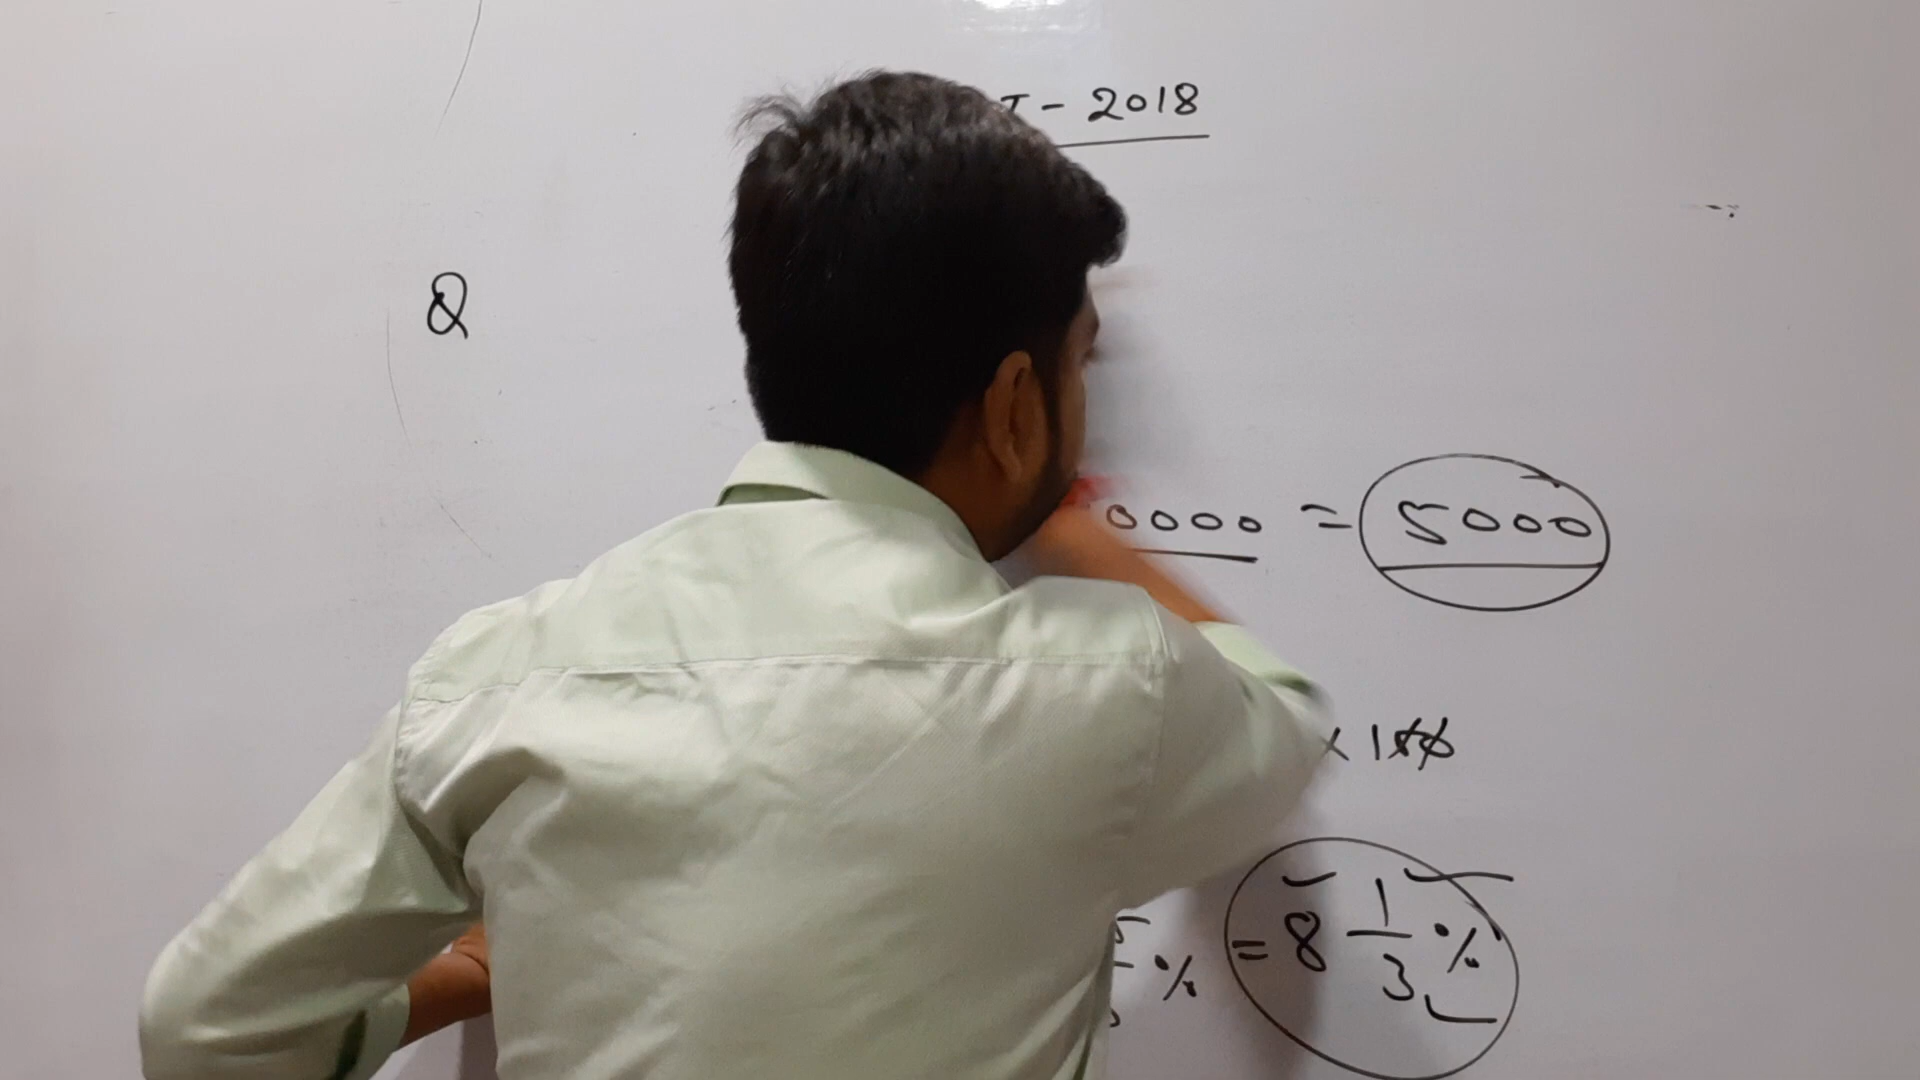 - 2018
Q
0000 = 5000
x 100
% = 8 1/3 %